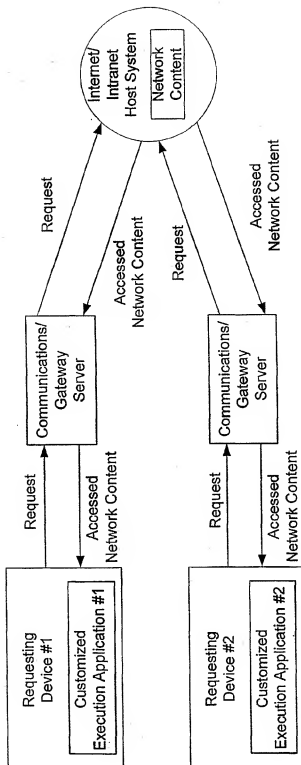 Requesting
Device #1
Customized
Execution Application #1
Request
Accessed
Network Content
Communications/
Gateway
Server
Request
Accessed
Network Content
Internet/
Intranet
Host System
Network
Content
Requesting
Device #2
Customized
Execution Application #2
Request
Accessed
Network Content
Communications/
Gateway
Server
Request
Accessed
Network Content